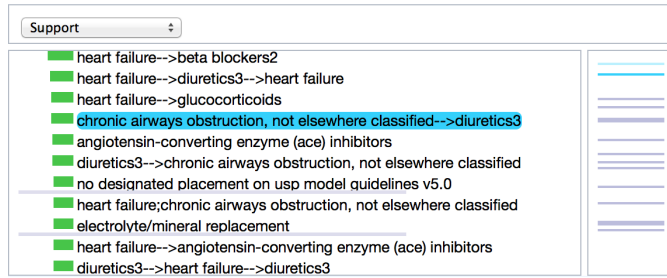 Support
heart failure-->beta blockers2
heart failure-->diuretics3-->heart failure
heart failure-->glucocorticoids
chronic airways obstruction, not elsewhere classified-->diuretics3
angiotensin-converting enzyme (ace) inhibitors
diuretics3-->chronic airways obstruction, not elsewhere classified
no designated placement on usp model guidelines v5.0
heart failure;chronic airways obstruction, not elsewhere classified
electrolyte/mineral replacement
heart failure-->angiotensin-converting enzyme (ace) inhibitors
diuretics3-->heart failure-->diuretics3